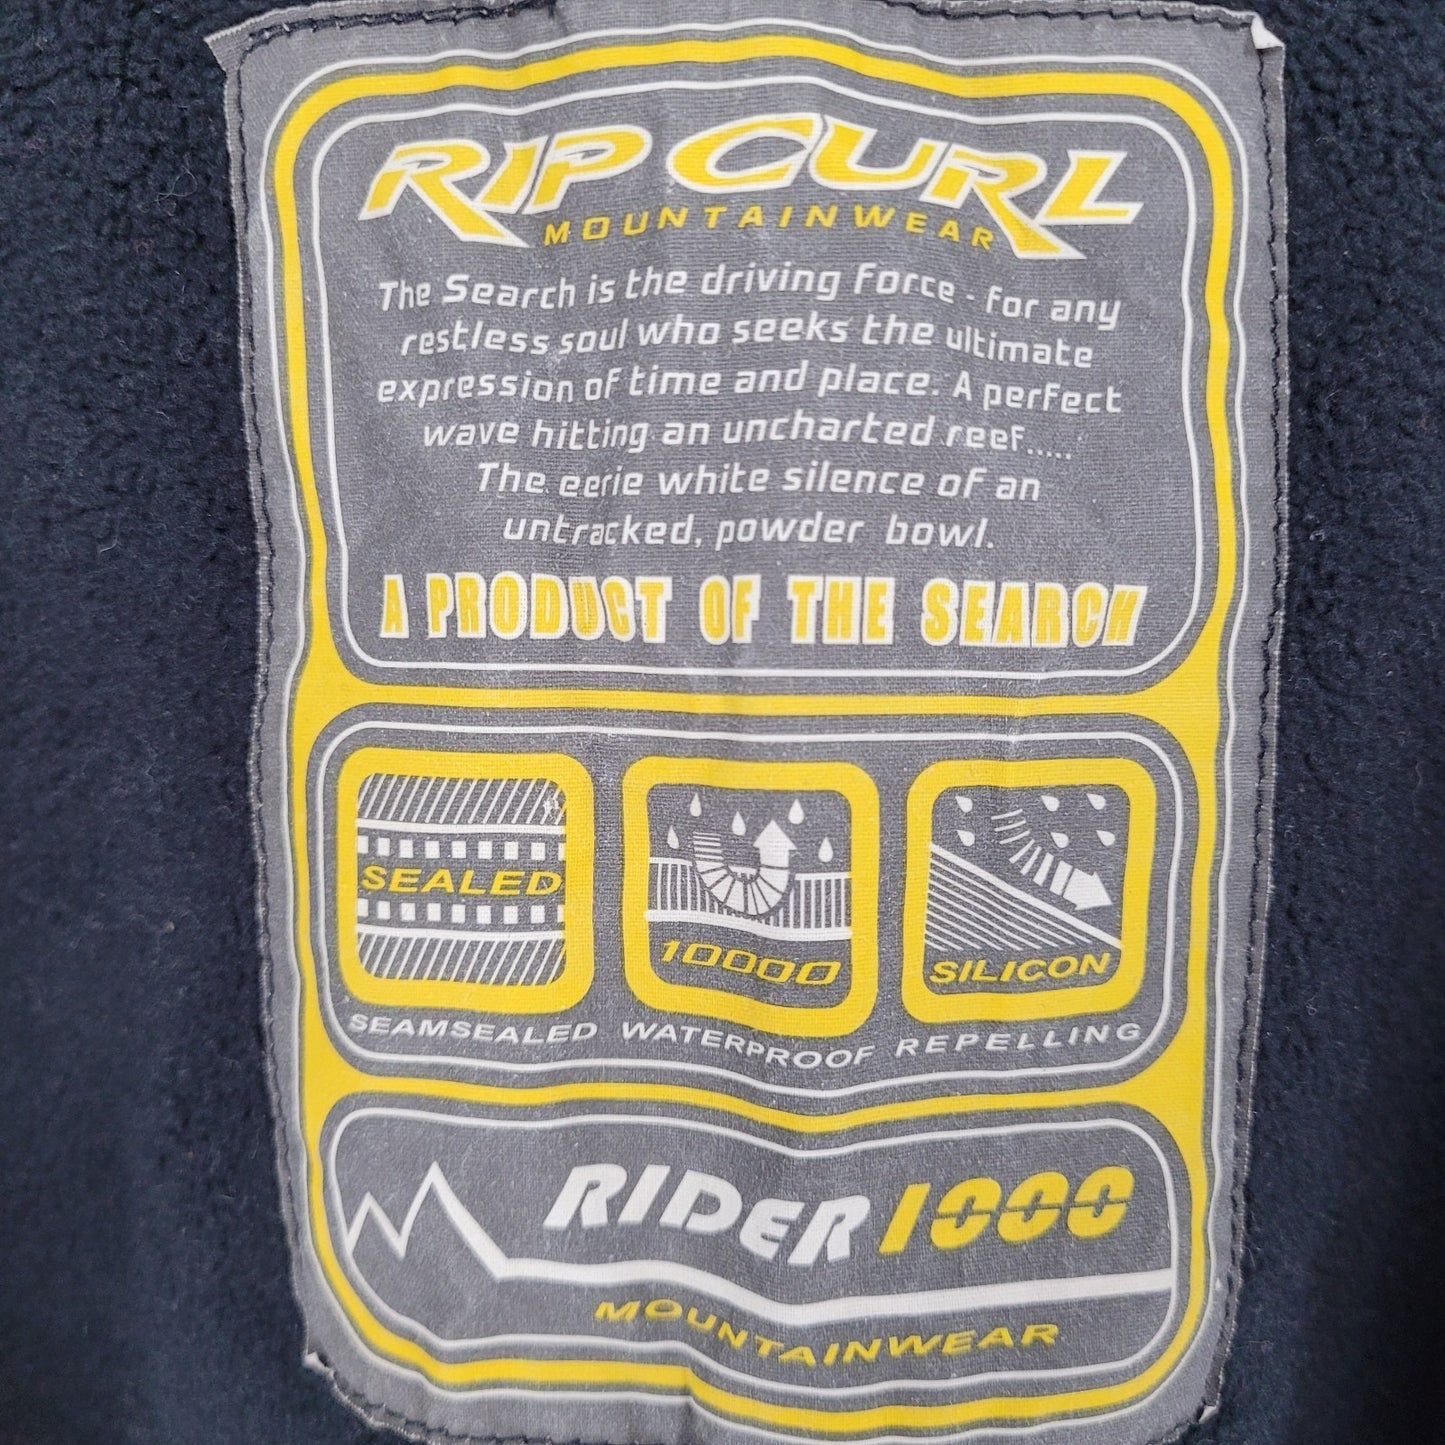 RIP CURL
MOUNTAINWEAR
The Search is the driving force - for any
restless soul who seeks the ultimate
expression of time and place. A perfect
wave hitting an uncharted reef.....
The eerie white silence of an
untracked, powder bowl.
A PRODUCT OF THE SEARCH
SEALED
10000
SILICON
SEAMSEALED WATERPROOF REPELLING
RIDER 1000
MOUNTAINWEAR